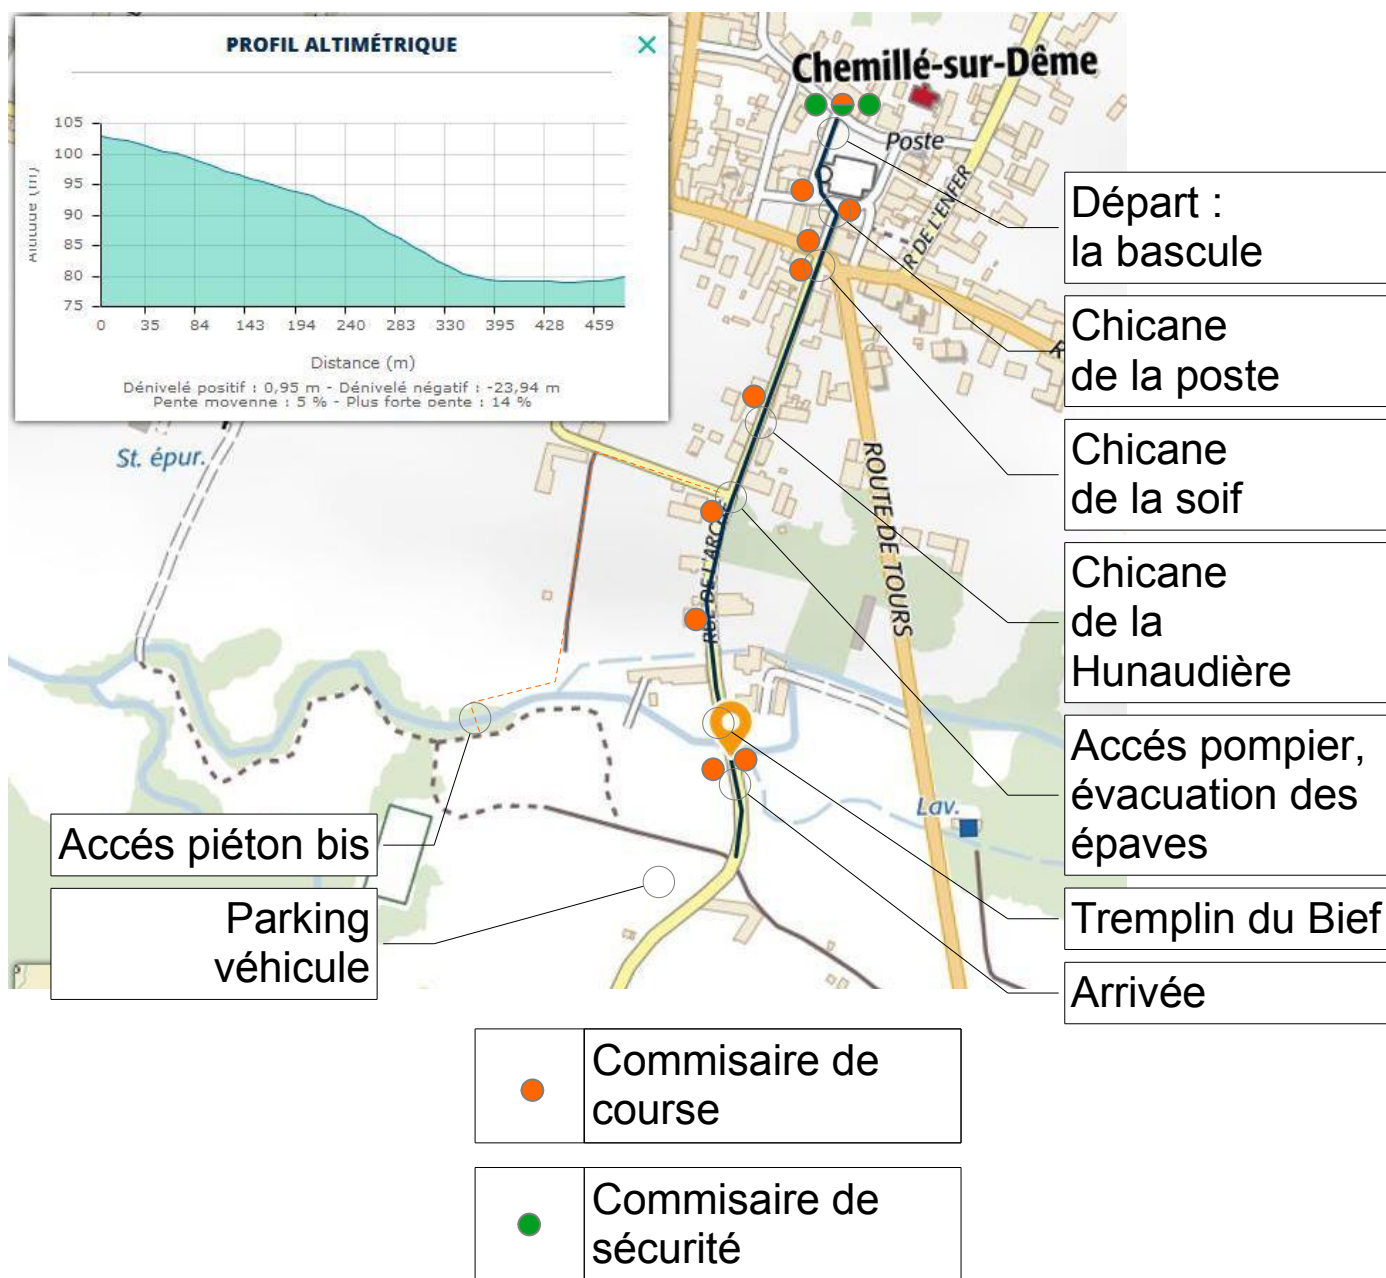 PROFIL ALTIMÉTRIQUE
Altitude (m)
105
100
95
90
85
80
75
0 35 84 143 194 240 283 330 395 428 459
Distance (m)
Dénivelé positif : 0,95 m - Dénivelé négatif : -23,94 m
Pente moyenne : 5 % - Plus forte pente : 14 %
Chemillé-sur-Dême
Poste
R DE L'ENFER
Départ :
la bascule
Chicane
de la poste
Chicane
de la soif
St. épur.
ROUTE DE TOURS
RUE DE L'ARCHE
Chicane
de la
Hunaudière
Accés pompier,
évacuation des
épaves
Lav.
Accés piéton bis
Parking
véhicule
Tremplin du Bief
Arrivée
Commisaire de
course
Commisaire de
sécurité